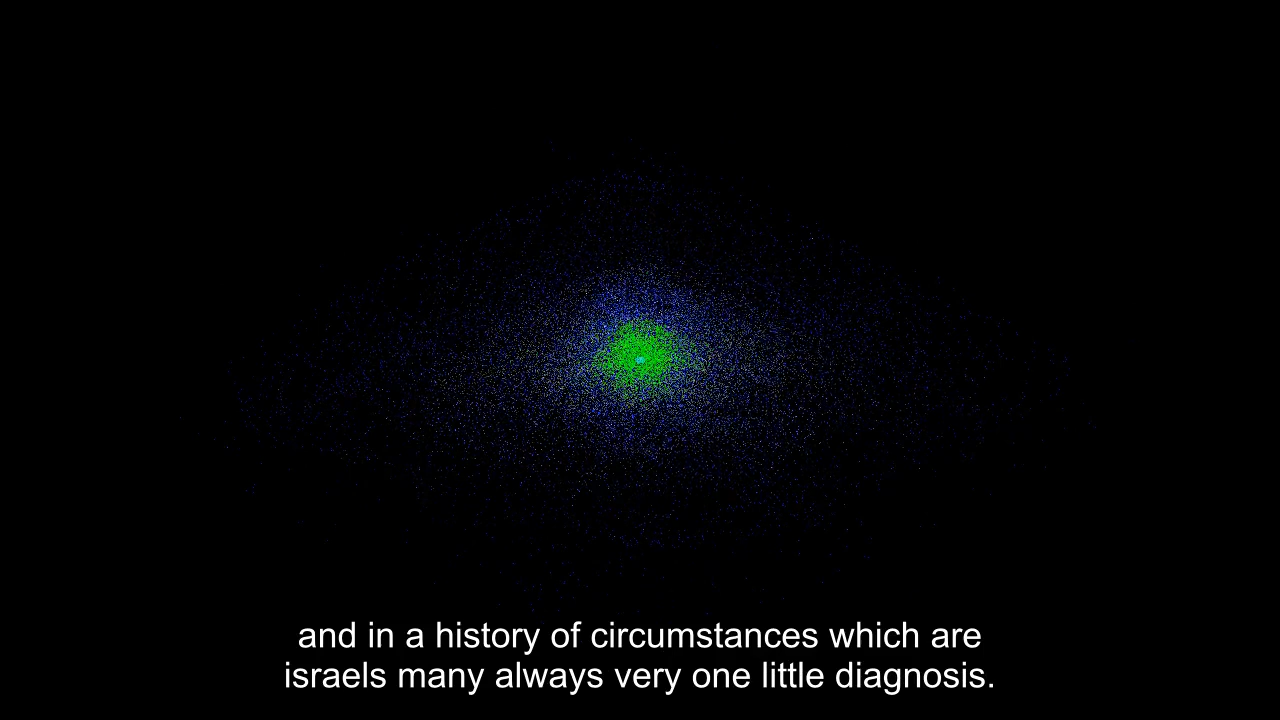 and in a history of circumstances which are
israels many always very one little diagnosis.